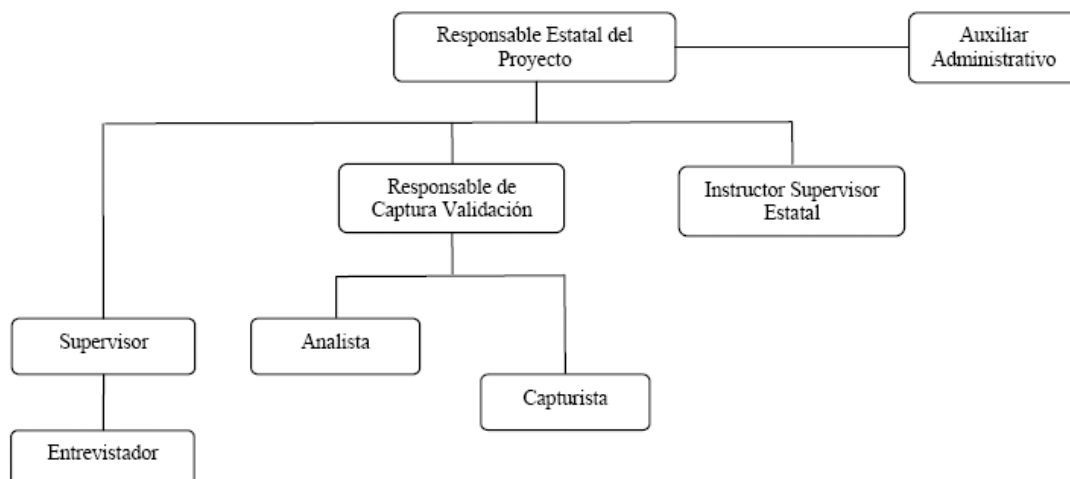 Responsable Estatal del
Proyecto
Auxiliar
Administrativo
Responsable de
Captura Validación
Instructor Supervisor
Estatal
Supervisor
Analista
Capturista
Entrevistador